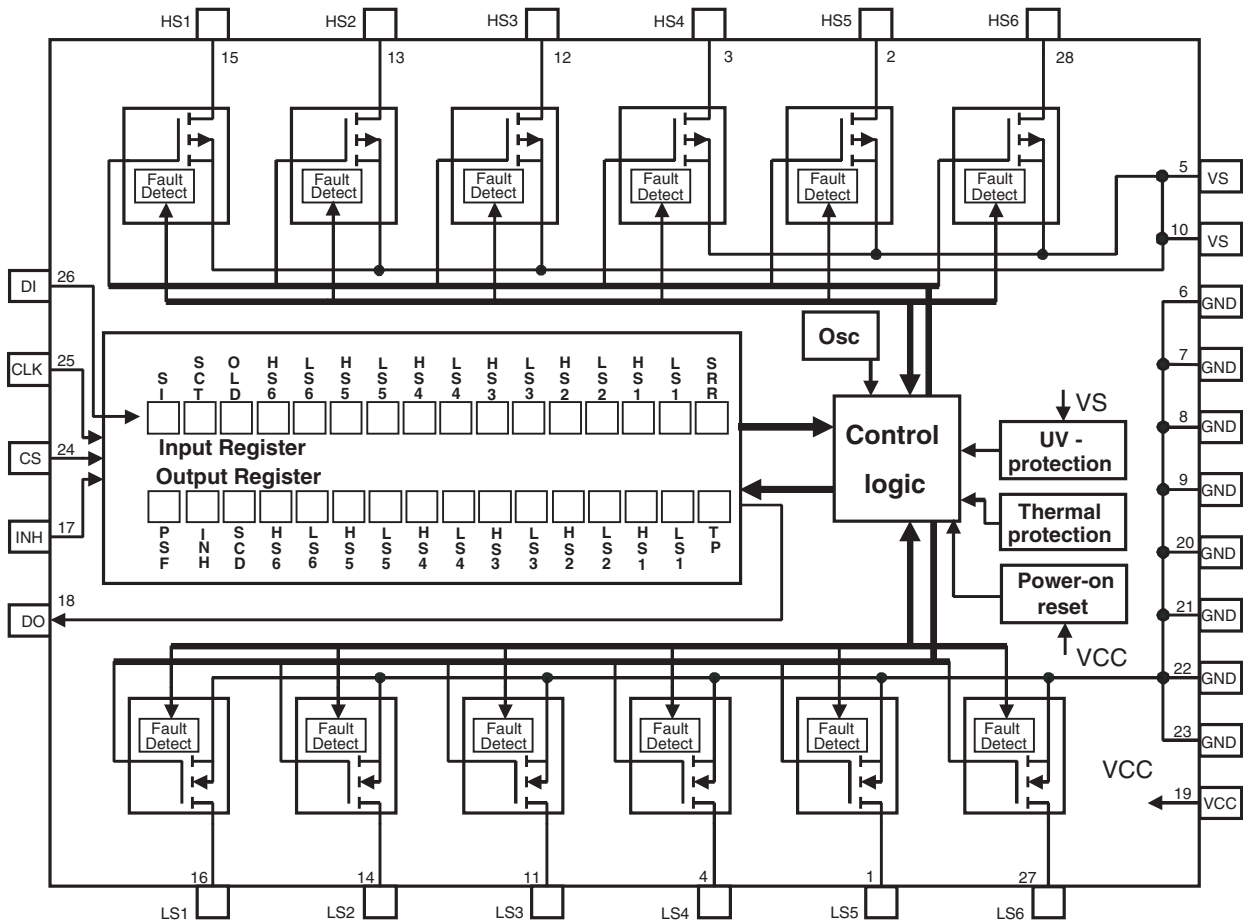 HS1 HS2 HS3 HS4 HS5 HS6
15 13 12 3 2 28
Fault Detect
Fault Detect
Fault Detect
Fault Detect
Fault Detect
Fault Detect
5 VS
10 VS
DI 26
CLK 25
CS 24
INH 17
DO 18
Osc
SI SCT OLD HS6 LS6 HS5 LS5 HS4 LS4 HS3 LS3 HS2 LS2 HS1 LS1 SRR
Input Register
Output Register
PSF INH SCD HS6 LS6 HS5 LS5 HS4 LS4 HS3 LS3 HS2 LS2 HS1 LS1 TP
Control
logic
VS
UV -
protection
Thermal
protection
Power-on
reset
VCC
6 GND
7 GND
8 GND
9 GND
20 GND
21 GND
22 GND
23 GND
VCC
19 VCC
Fault Detect
Fault Detect
Fault Detect
Fault Detect
Fault Detect
Fault Detect
16 14 11 4 1 27
LS1 LS2 LS3 LS4 LS5 LS6